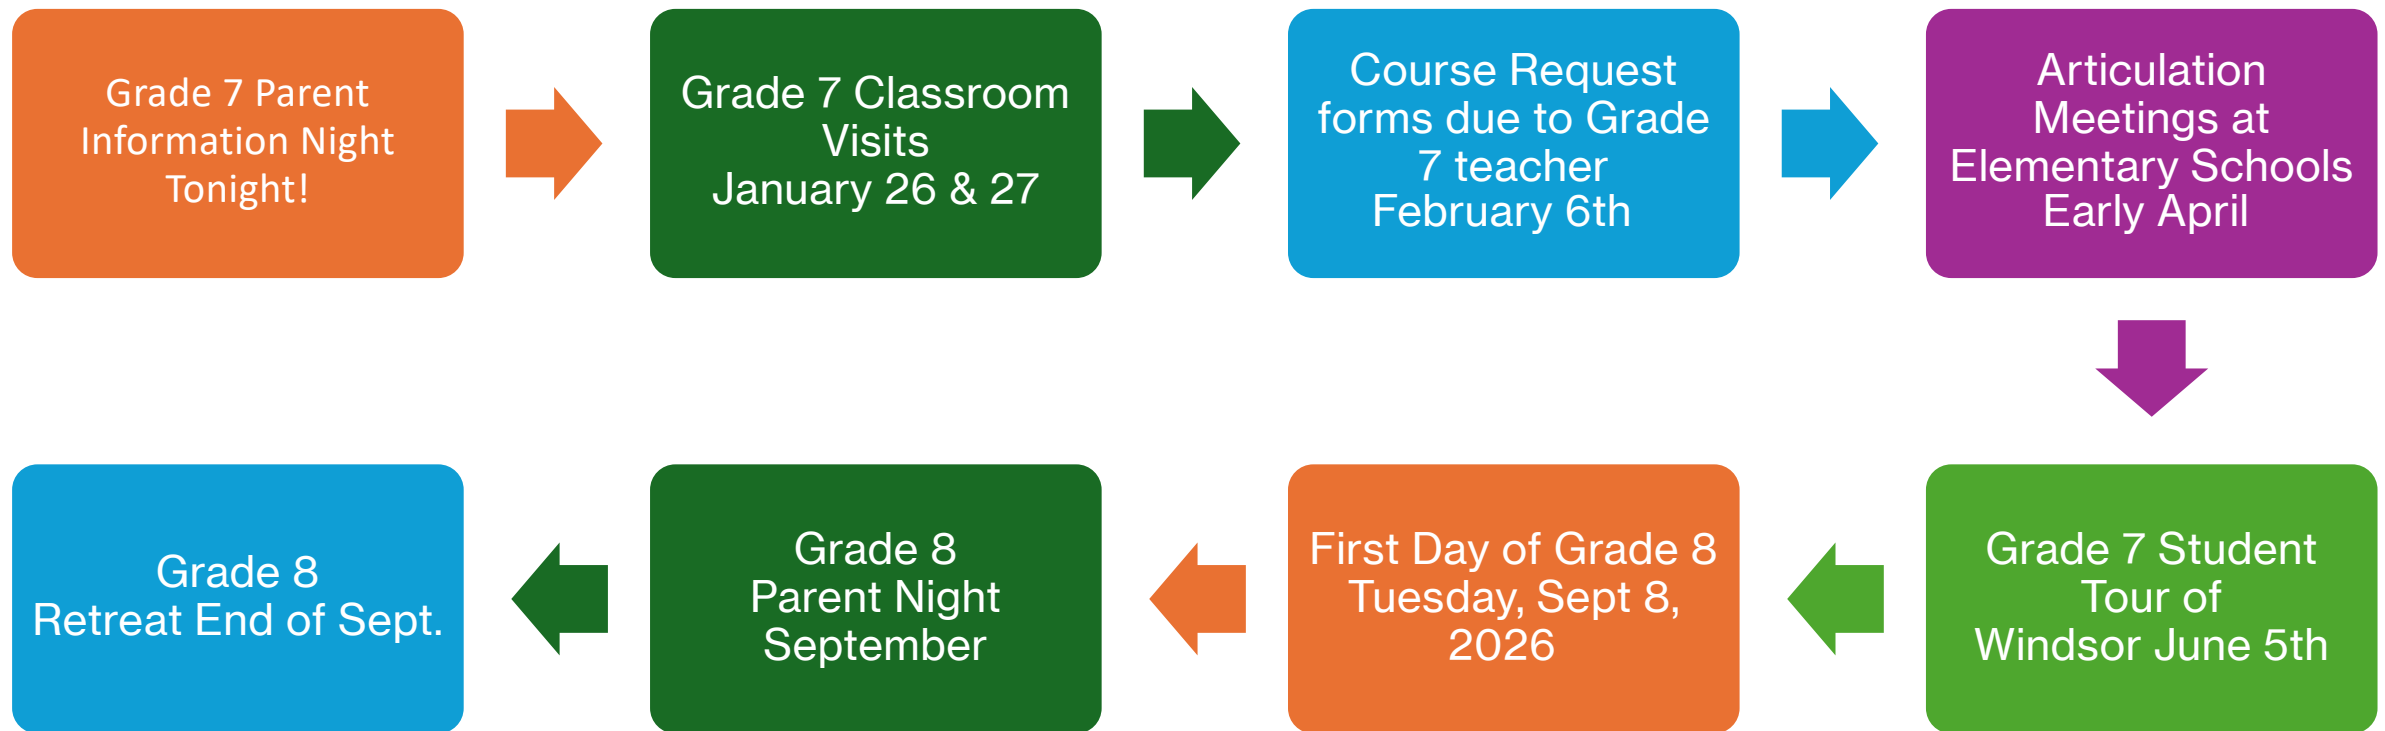 Grade 7 Parent
Information Night
Tonight!
Grade 7 Classroom
Visits
January 26 & 27
Course Request
forms due to Grade
7 teacher
February 6th
Articulation
Meetings at
Elementary Schools
Early April
Grade 7 Student
Tour of
Windsor June 5th
First Day of Grade 8
Tuesday, Sept 8,
2026
Grade 8
Parent Night
September
Grade 8
Retreat End of Sept.